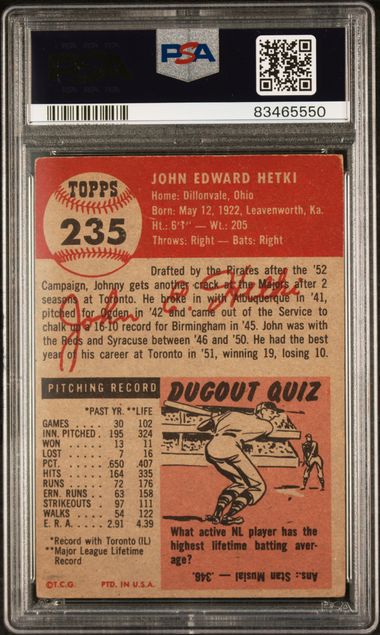 PSA
PSA
83465550
TOPPS
235
JOHN EDWARD HETKI
Home: Dillonvale, Ohio
Born: May 12, 1922, Leavenworth, Ka.
Wt.: 205
Throws: Right — Bats: Right
Drafted by the Pirates after the '52
Campaign, Johnny gets another crack at the Majors after 2
seasons at Toronto. He broke in with Albuquerque in '41,
pitched for Ogden in '42 and came out of the Service to
chalk up a 16-10 record for Birmingham in '45. John was with the
Reds and Syracuse between '46 and '50. He had the best
year of his career at Toronto in '51, winning 19, losing 10.
John E. Hetki
PITCHING RECORD
*PAST YR. **LIFE
GAMES 30 102
INN. PITCHED 195 324
WON 13 11
LOST 7 16
PCT. .650 .407
HITS 164 335
RUNS 72 176
ERN. RUNS 63 158
STRIKEOUTS 97 111
WALKS 54 122
E. R. A. 2.91 4.39
*Record with Toronto (IL)
**Major League Lifetime
Record
©T.C.G. PTD. IN U.S.A.
DUGOUT QUIZ
What active NL player has the
highest lifetime batting aver-
age?
Ans.: Stan Musial — .346.